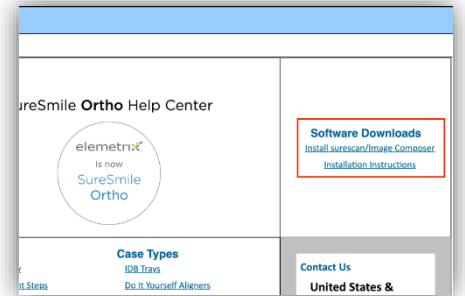 Ortho Help Center
elemetrix
Is now
SureSmile
Ortho
Software Downloads
Install surescan/Image Composer
Installation Instructions
Case Types
IDB Trays
Steps
Do It Yourself Aligners
Contact Us
United States &